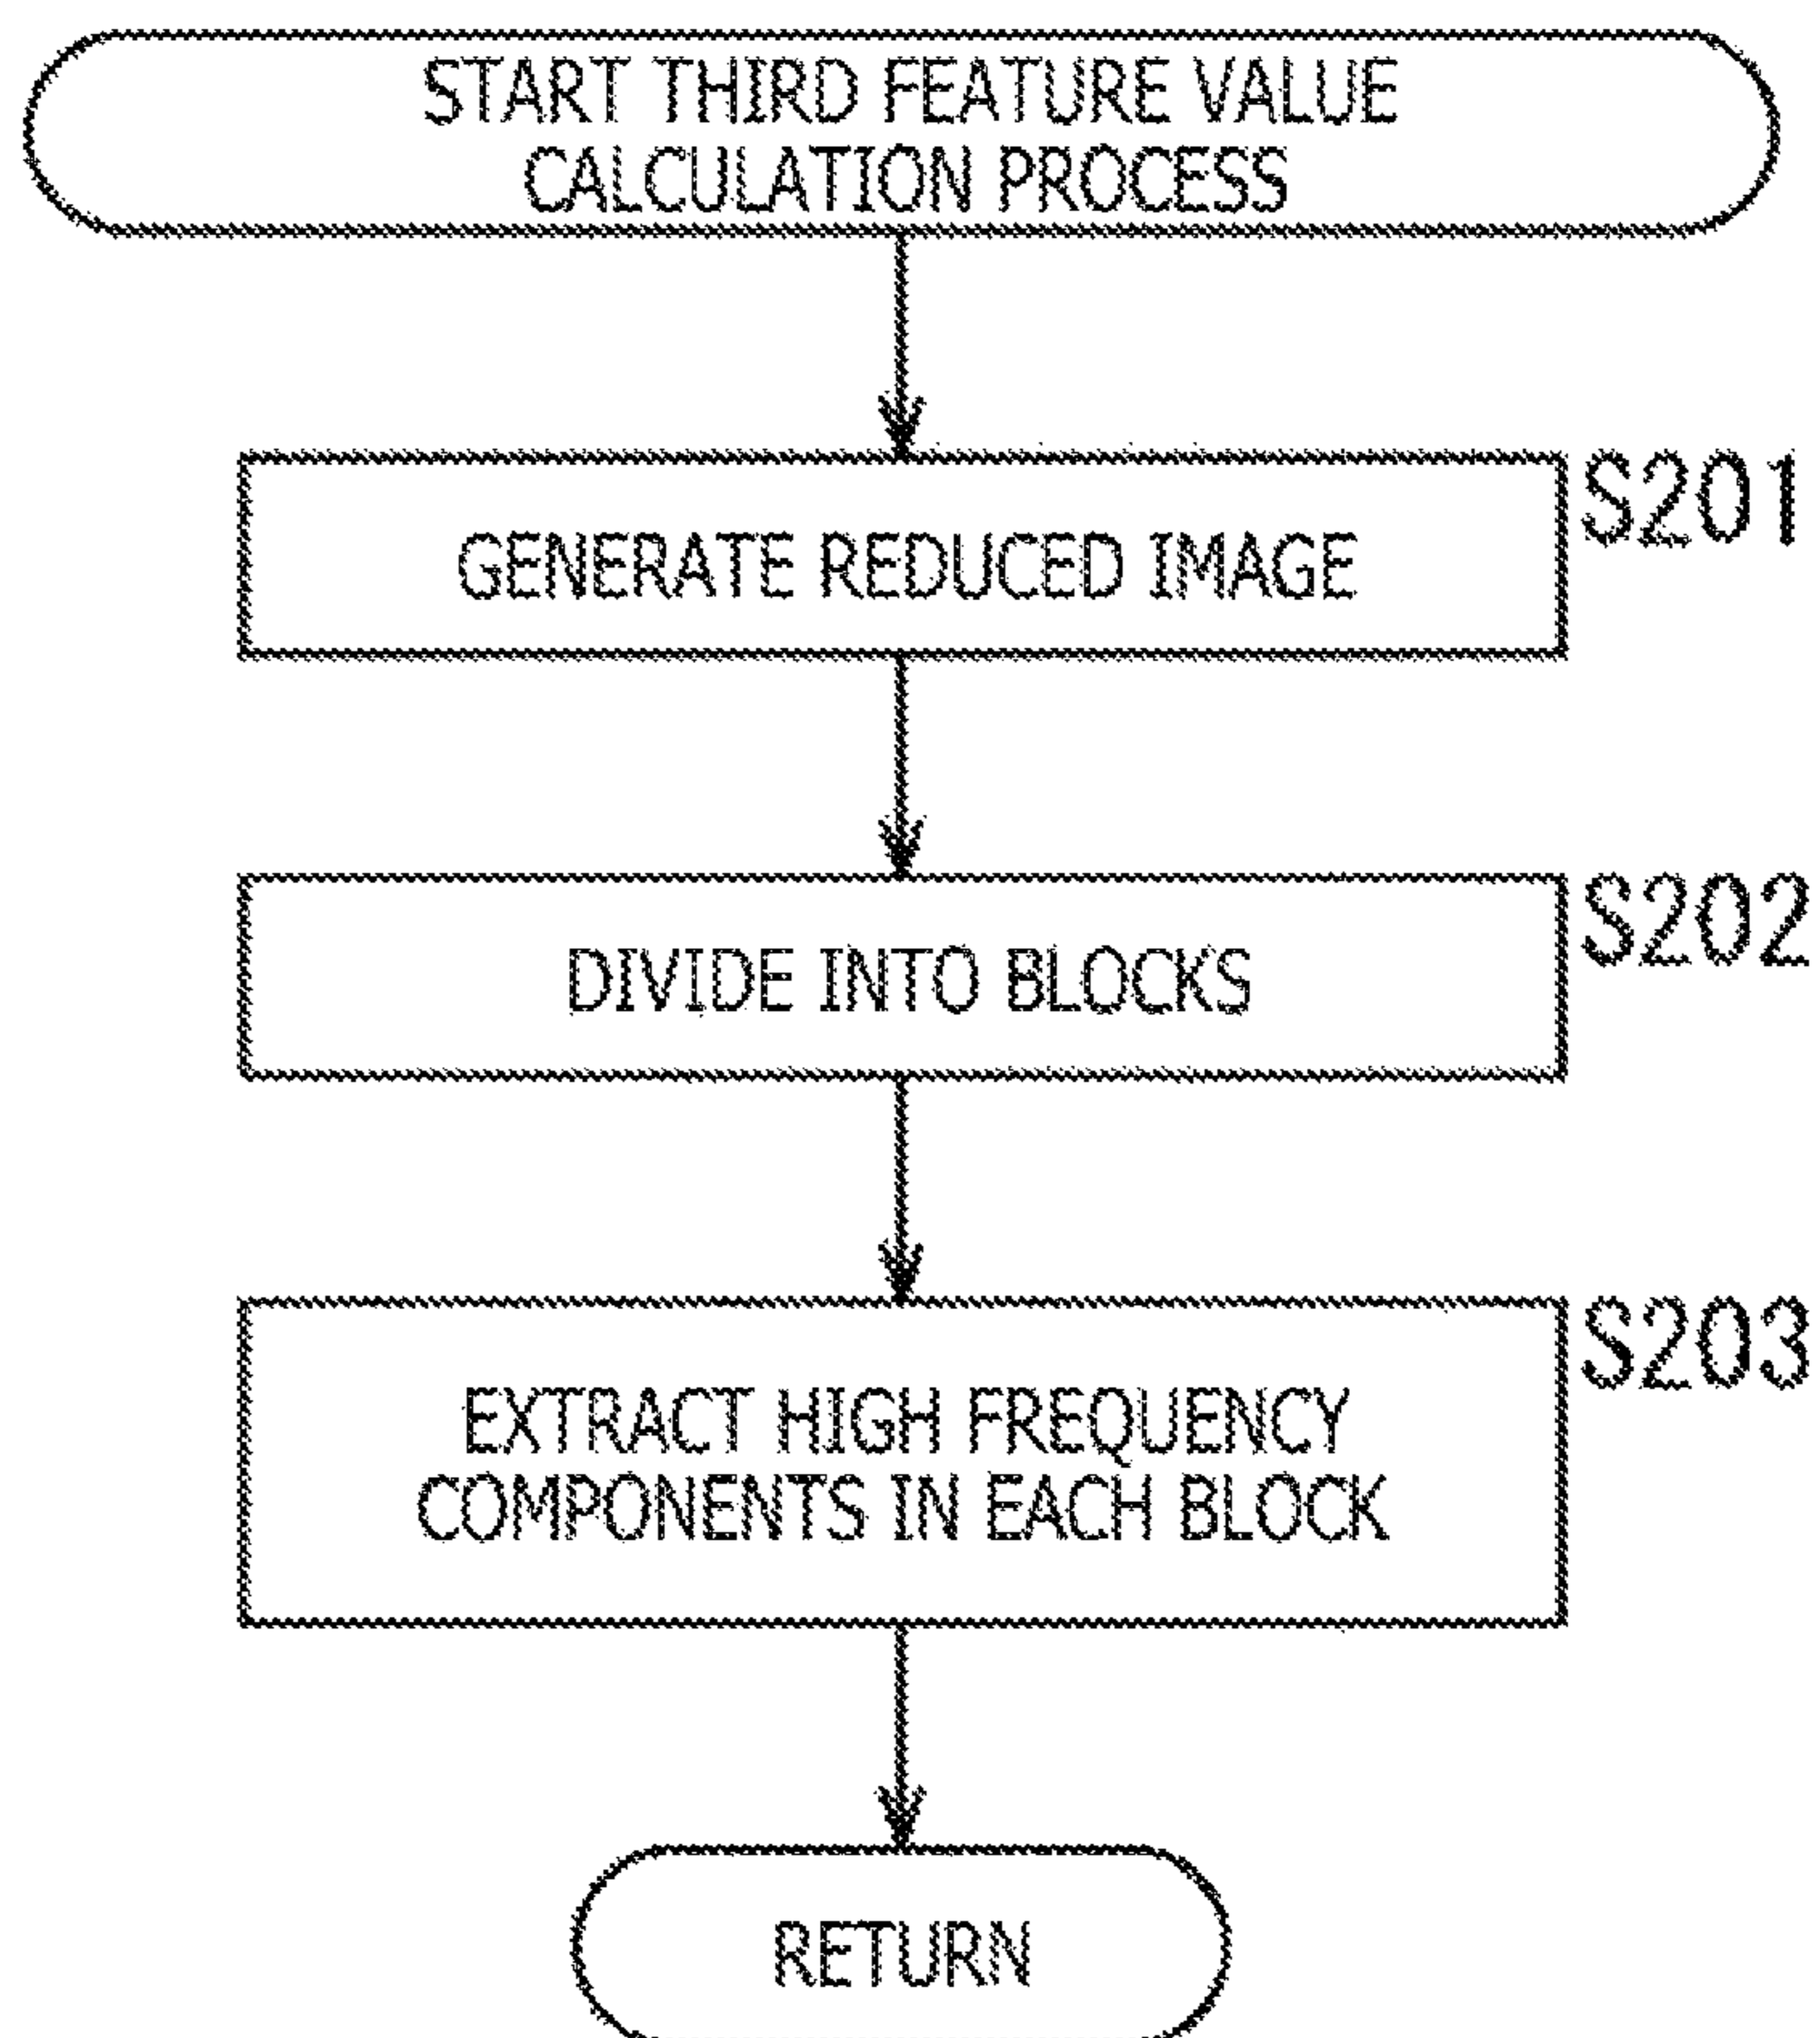 START THIRD FEATURE VALUE
CALCULATION PROCESS
S201
GENERATE REDUCED IMAGE
S202
DIVIDE INTO BLOCKS
S203
EXTRACT HIGH FREQUENCY
COMPONENTS IN EACH BLOCK
RETURN